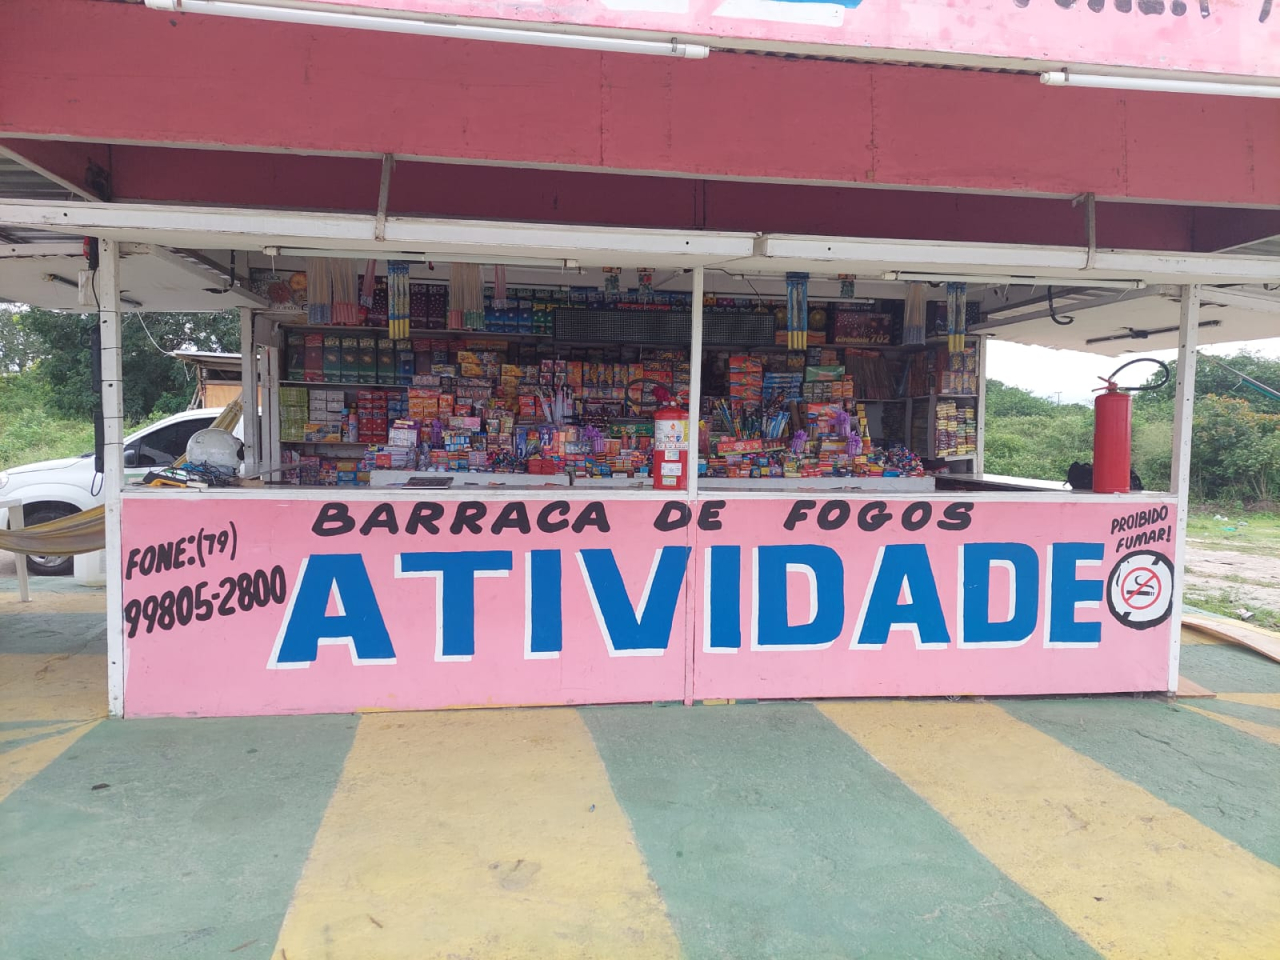 BARRACA DE FOGOS
FONE:(79)
99805-2800
ATIVIDADE
PROIBIDO
FUMAR!